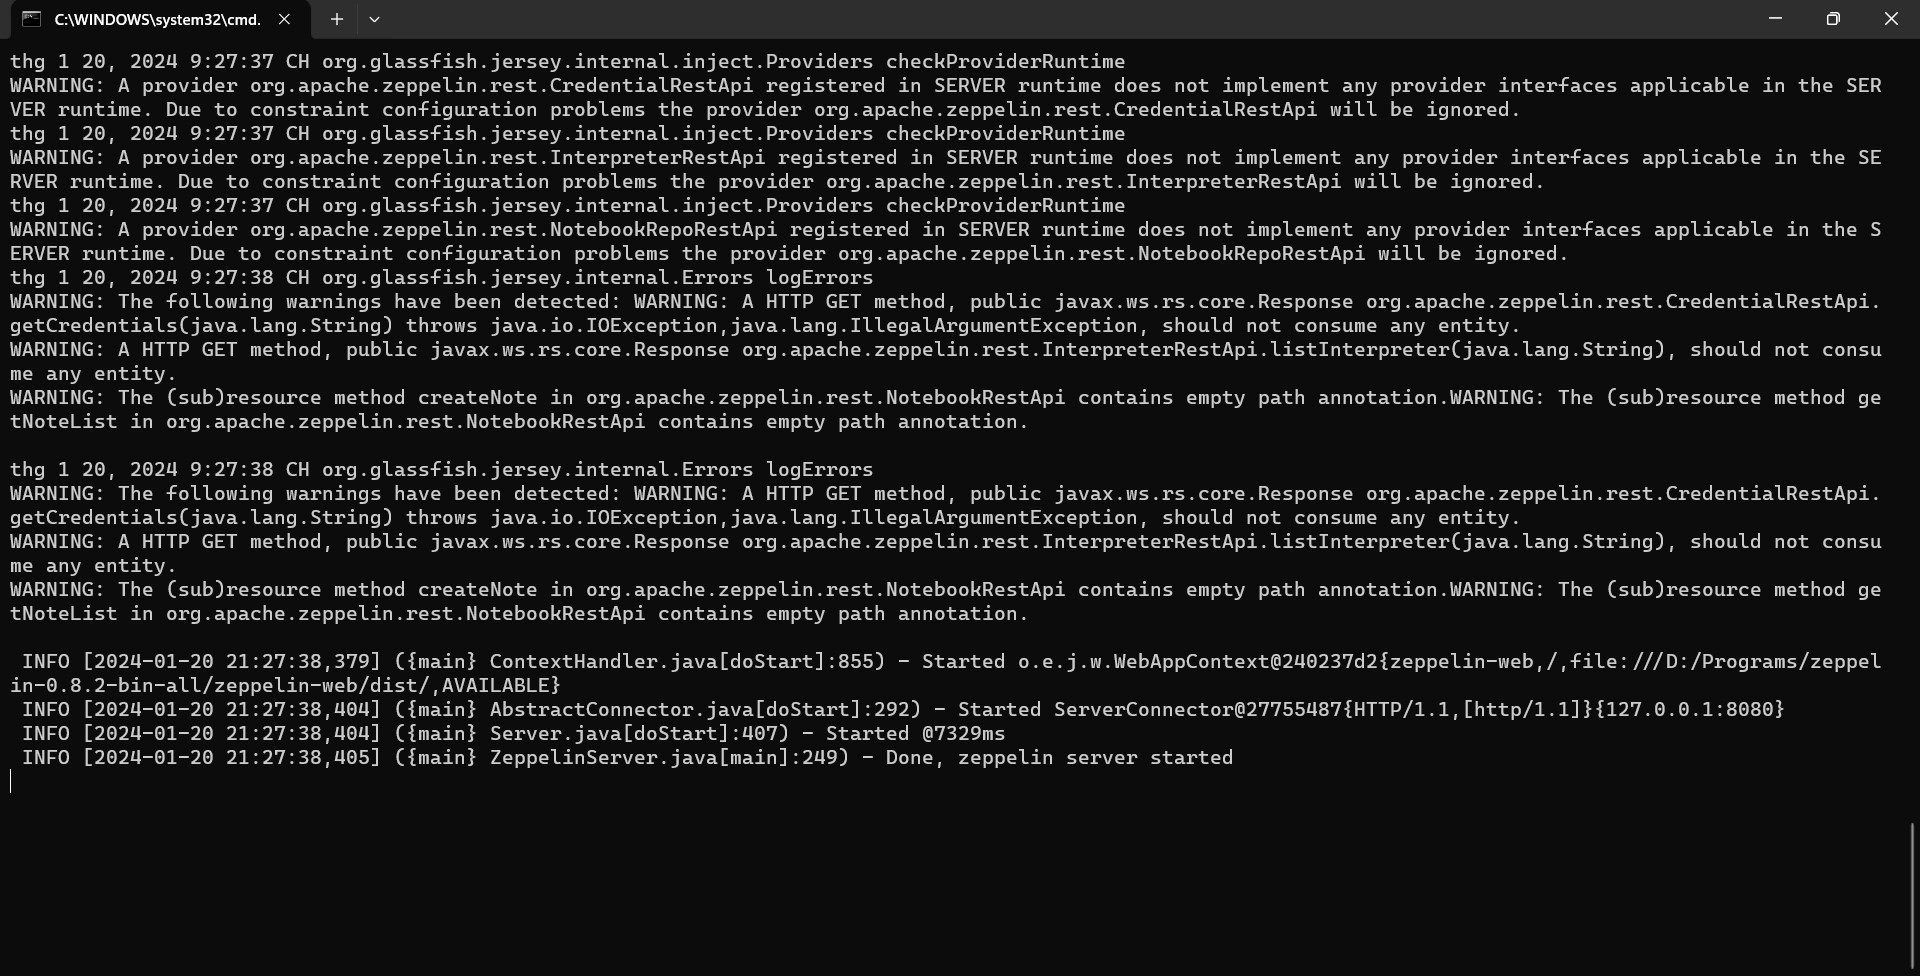 C:\WINDOWS\system32\cmd.
thg 1 20, 2024 9:27:37 CH org.glassfish.jersey.internal.inject.Providers checkProviderRuntime
WARNING: A provider org.apache.zeppelin.rest.CredentialRestApi registered in SERVER runtime does not implement any provider interfaces applicable in the SER
VER runtime. Due to constraint configuration problems the provider org.apache.zeppelin.rest.CredentialRestApi will be ignored.
thg 1 20, 2024 9:27:37 CH org.glassfish.jersey.internal.inject.Providers checkProviderRuntime
WARNING: A provider org.apache.zeppelin.rest.InterpreterRestApi registered in SERVER runtime does not implement any provider interfaces applicable in the SE
RVER runtime. Due to constraint configuration problems the provider org.apache.zeppelin.rest.InterpreterRestApi will be ignored.
thg 1 20, 2024 9:27:37 CH org.glassfish.jersey.internal.inject.Providers checkProviderRuntime
WARNING: A provider org.apache.zeppelin.rest.NotebookRepoRestApi registered in SERVER runtime does not implement any provider interfaces applicable in the S
ERVER runtime. Due to constraint configuration problems the provider org.apache.zeppelin.rest.NotebookRepoRestApi will be ignored.
thg 1 20, 2024 9:27:38 CH org.glassfish.jersey.internal.Errors logErrors
WARNING: The following warnings have been detected: WARNING: A HTTP GET method, public javax.ws.rs.core.Response org.apache.zeppelin.rest.CredentialRestApi.
getCredentials(java.lang.String) throws java.io.IOException,java.lang.IllegalArgumentException, should not consume any entity.
WARNING: A HTTP GET method, public javax.ws.rs.core.Response org.apache.zeppelin.rest.InterpreterRestApi.listInterpreter(java.lang.String), should not consu
me any entity.
WARNING: The (sub)resource method createNote in org.apache.zeppelin.rest.NotebookRestApi contains empty path annotation.WARNING: The (sub)resource method ge
tNoteList in org.apache.zeppelin.rest.NotebookRestApi contains empty path annotation.
thg 1 20, 2024 9:27:38 CH org.glassfish.jersey.internal.Errors logErrors
WARNING: The following warnings have been detected: WARNING: A HTTP GET method, public javax.ws.rs.core.Response org.apache.zeppelin.rest.CredentialRestApi.
getCredentials(java.lang.String) throws java.io.IOException,java.lang.IllegalArgumentException, should not consume any entity.
WARNING: A HTTP GET method, public javax.ws.rs.core.Response org.apache.zeppelin.rest.InterpreterRestApi.listInterpreter(java.lang.String), should not consu
me any entity.
WARNING: The (sub)resource method createNote in org.apache.zeppelin.rest.NotebookRestApi contains empty path annotation.WARNING: The (sub)resource method ge
tNoteList in org.apache.zeppelin.rest.NotebookRestApi contains empty path annotation.
INFO [2024-01-20 21:27:38,379] ({main} ContextHandler.java[doStart]:855) - Started o.e.j.w.WebAppContext@240237d2{zeppelin-web,/,file:///D:/Programs/zeppel
in-0.8.2-bin-all/zeppelin-web/dist/,AVAILABLE}
INFO [2024-01-20 21:27:38,404] ({main} AbstractConnector.java[doStart]:292) - Started ServerConnector@27755487{HTTP/1.1,[http/1.1]}{127.0.0.1:8080}
INFO [2024-01-20 21:27:38,404] ({main} Server.java[doStart]:407) - Started @7329ms
INFO [2024-01-20 21:27:38,405] ({main} ZeppelinServer.java[main]:249) - Done, zeppelin server started